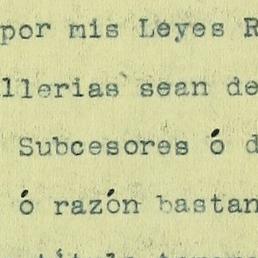 por mis Leyes R
llerias sean de
Subcesores ó d
ó razón bastan